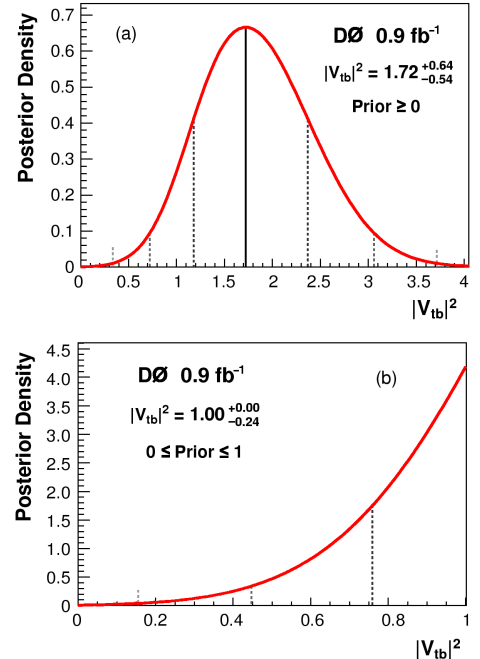 (a)
DØ 0.9 fb⁻¹
|V_tb|² = 1.72 +0.64 −0.54
Prior ≥ 0
Posterior Density
0.7
0.6
0.5
0.4
0.3
0.2
0.1
0
0 0.5 1 1.5 2 2.5 3 3.5 4
|V_tb|²
DØ 0.9 fb⁻¹
(b)
|V_tb|² = 1.00 +0.00 −0.24
0 ≤ Prior ≤ 1
Posterior Density
4.5
4.0
3.5
3.0
2.5
2.0
1.5
1.0
0.5
0
0 0.2 0.4 0.6 0.8 1
|V_tb|²